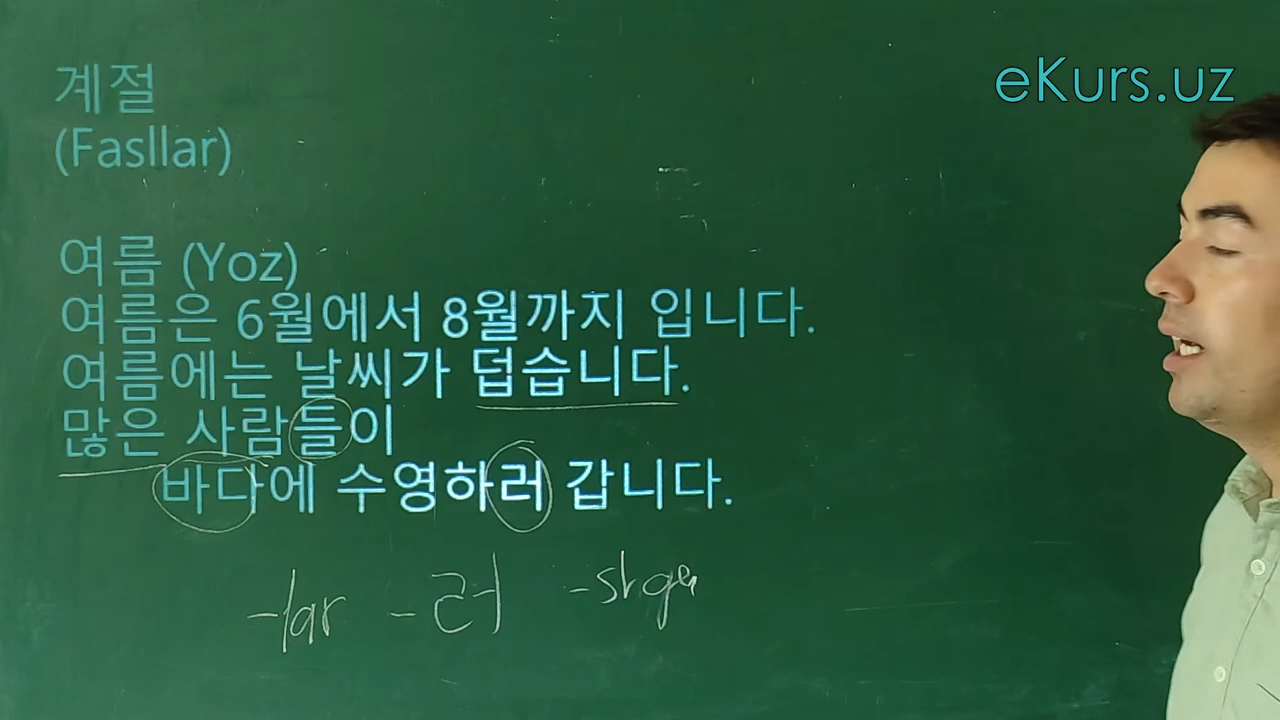 eKurs.uz
계절
(Fasllar)
여름 (Yoz)
여름은 6월에서 8월까지 입니다.
여름에는 날씨가 덥습니다.
많은 사람들이
바다에 수영하러 갑니다.
-lar -러